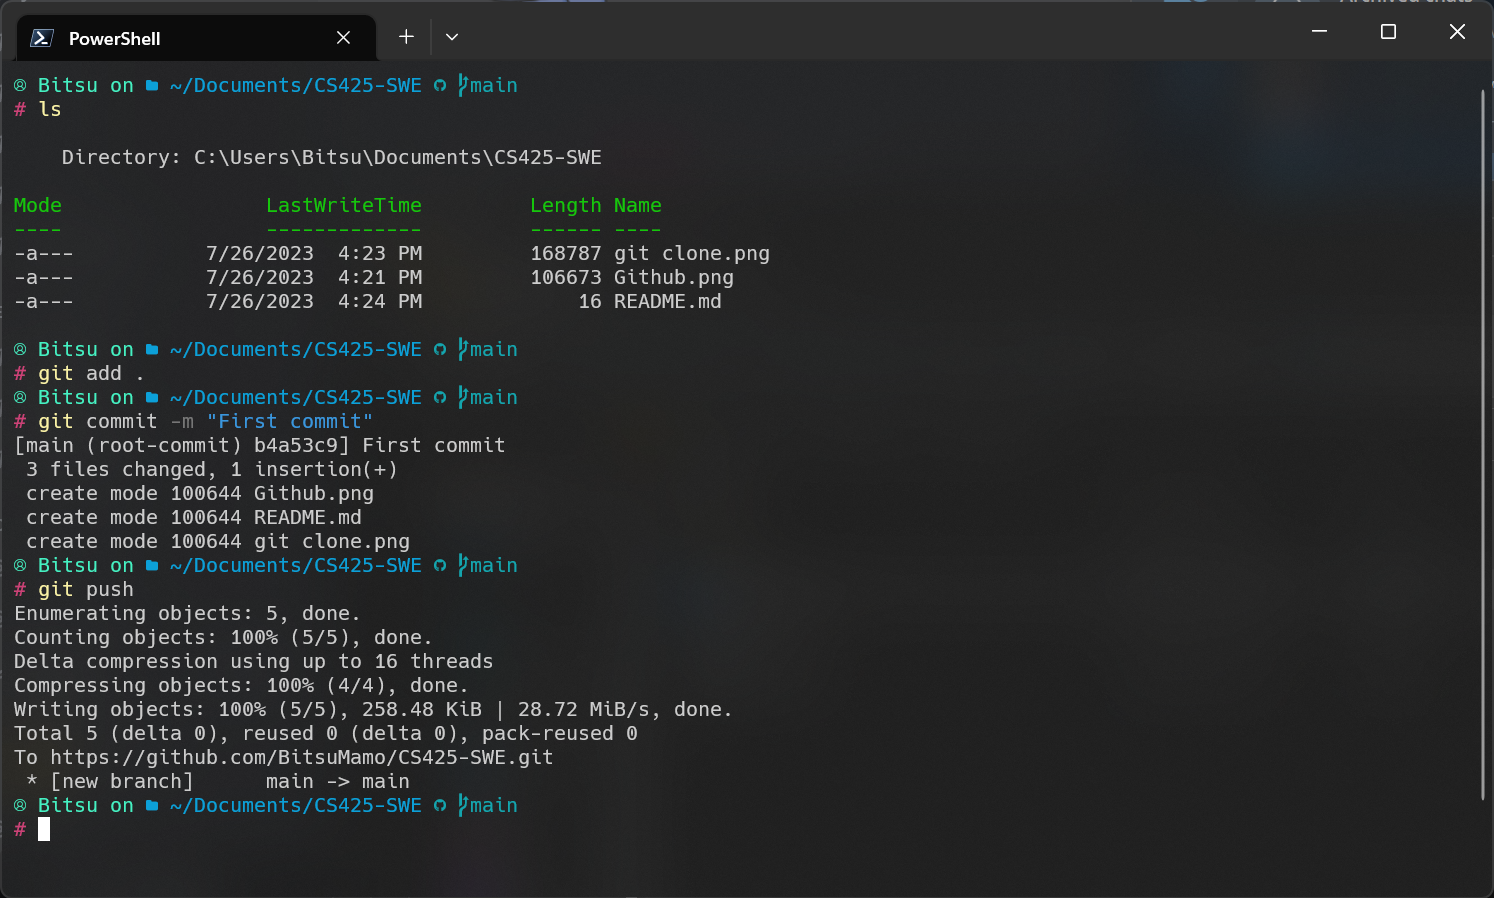 PowerShell
Bitsu on ~/Documents/CS425-SWE main
# ls
Directory: C:\Users\Bitsu\Documents\CS425-SWE
Mode LastWriteTime Length Name
---- ------------- ------ ----
-a--- 7/26/2023 4:23 PM 168787 git clone.png
-a--- 7/26/2023 4:21 PM 106673 Github.png
-a--- 7/26/2023 4:24 PM 16 README.md
Bitsu on ~/Documents/CS425-SWE main
# git add .
Bitsu on ~/Documents/CS425-SWE main
# git commit -m "First commit"
[main (root-commit) b4a53c9] First commit
3 files changed, 1 insertion(+)
create mode 100644 Github.png
create mode 100644 README.md
create mode 100644 git clone.png
Bitsu on ~/Documents/CS425-SWE main
# git push
Enumerating objects: 5, done.
Counting objects: 100% (5/5), done.
Delta compression using up to 16 threads
Compressing objects: 100% (4/4), done.
Writing objects: 100% (5/5), 258.48 KiB | 28.72 MiB/s, done.
Total 5 (delta 0), reused 0 (delta 0), pack-reused 0
To https://github.com/BitsuMamo/CS425-SWE.git
* [new branch] main -> main
Bitsu on ~/Documents/CS425-SWE main
#